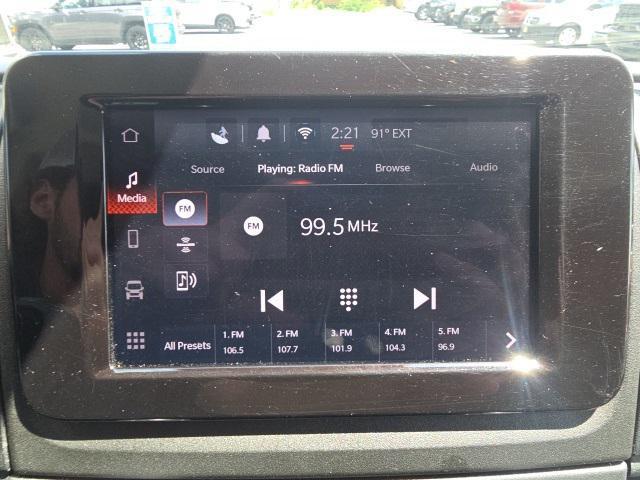 2:21 91° EXT
Source Playing: Radio FM Browse Audio
Media
FM
FM 99.5 MHz
All Presets 1. FM 2. FM 3. FM 4. FM 5. FM
106.5 107.7 101.9 104.3 96.9